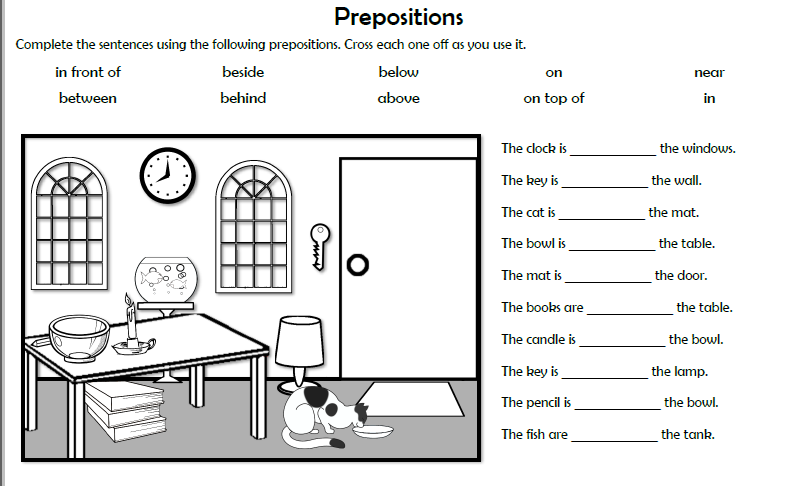 Prepositions
Complete the sentences using the following prepositions. Cross each one off as you use it.
in front of beside below on near
between behind above on top of in
The clock is ____________ the windows.
The key is ____________ the wall.
The cat is ____________ the mat.
The bowl is ____________ the table.
The mat is ____________ the door.
The books are ____________ the table.
The candle is ____________ the bowl.
The key is ____________ the lamp.
The pencil is ____________ the bowl.
The fish are ____________ the tank.